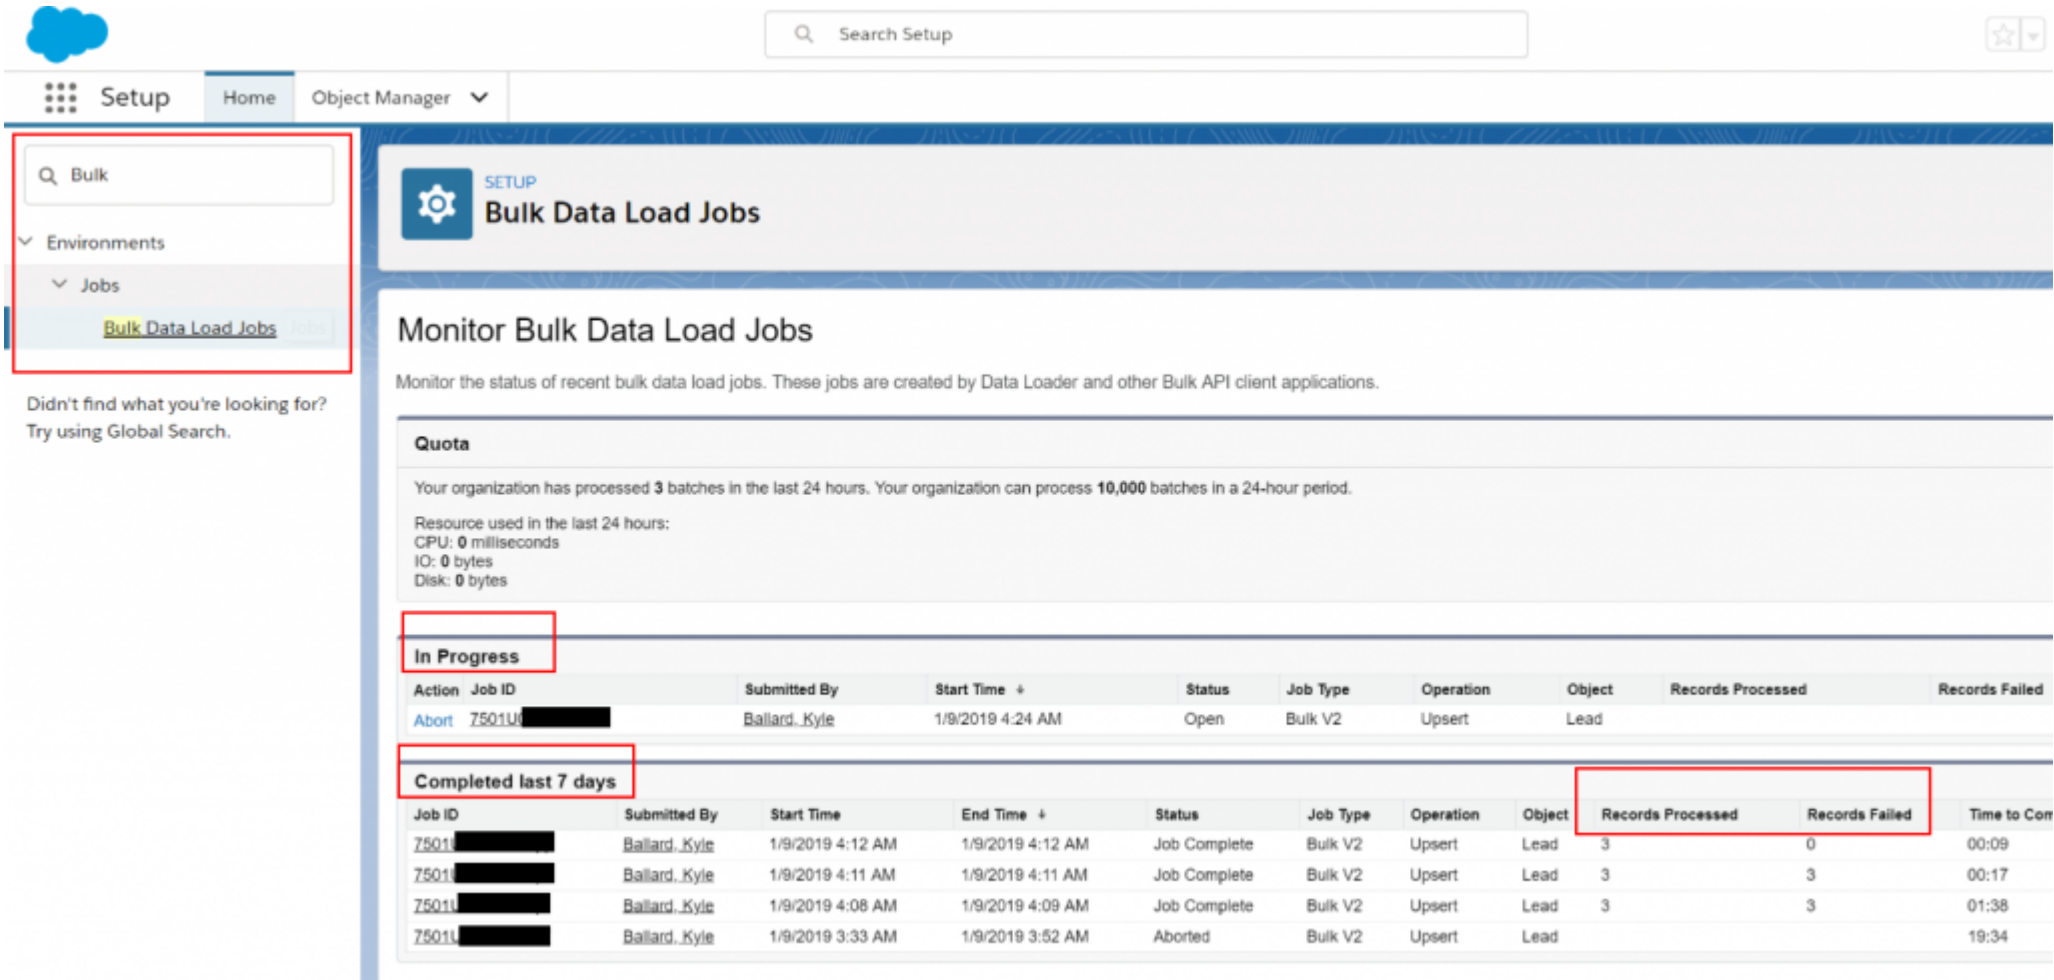 Search Setup
Setup Home Object Manager
Bulk
Environments
Jobs
Bulk Data Load Jobs
Didn't find what you're looking for?
Try using Global Search.
SETUP
Bulk Data Load Jobs
Monitor Bulk Data Load Jobs
Monitor the status of recent bulk data load jobs. These jobs are created by Data Loader and other Bulk API client applications.
Quota
Your organization has processed 3 batches in the last 24 hours. Your organization can process 10,000 batches in a 24-hour period.
Resource used in the last 24 hours:
CPU: 0 milliseconds
IO: 0 bytes
Disk: 0 bytes
In Progress
Action Job ID Submitted By Start Time Status Job Type Operation Object Records Processed Records Failed
Abort 7501U Ballard, Kyle 1/9/2019 4:24 AM Open Bulk V2 Upsert Lead
Completed last 7 days
Job ID Submitted By Start Time End Time Status Job Type Operation Object Records Processed Records Failed Time to Com
7501 Ballard, Kyle 1/9/2019 4:12 AM 1/9/2019 4:12 AM Job Complete Bulk V2 Upsert Lead 3 0 00:09
7501 Ballard, Kyle 1/9/2019 4:11 AM 1/9/2019 4:11 AM Job Complete Bulk V2 Upsert Lead 3 3 00:17
7501 Ballard, Kyle 1/9/2019 4:08 AM 1/9/2019 4:09 AM Job Complete Bulk V2 Upsert Lead 3 3 01:38
7501 Ballard, Kyle 1/9/2019 3:33 AM 1/9/2019 3:52 AM Aborted Bulk V2 Upsert Lead 19:34